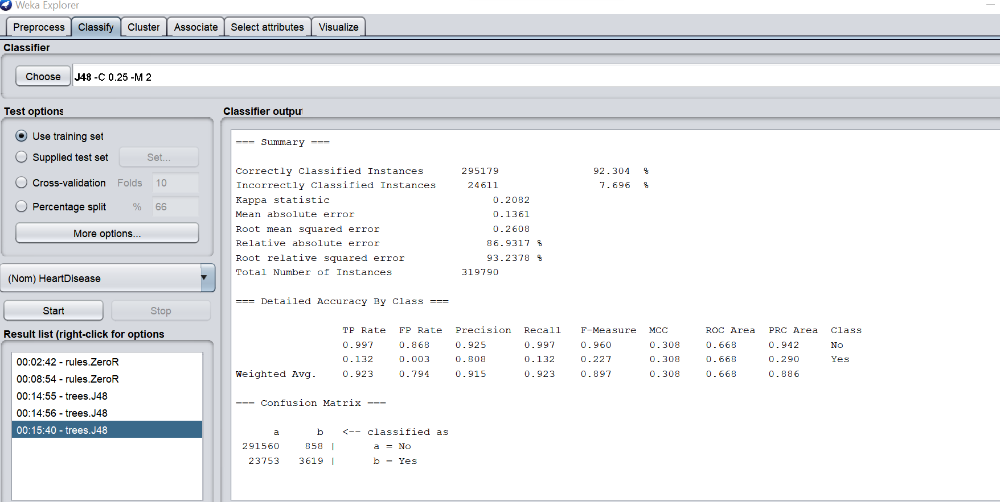 Weka Explorer
Preprocess Classify Cluster Associate Select attributes Visualize
Classifier
Choose J48 -C 0.25 -M 2
Test options
Use training set
Supplied test set Set...
Cross-validation Folds 10
Percentage split % 66
More options...
(Nom) HeartDisease
Start Stop
Result list (right-click for options
00:02:42 - rules.ZeroR
00:08:54 - rules.ZeroR
00:14:55 - trees.J48
00:14:56 - trees.J48
00:15:40 - trees.J48
Classifier output
=== Summary ===
Correctly Classified Instances 295179 92.304 %
Incorrectly Classified Instances 24611 7.696 %
Kappa statistic 0.2082
Mean absolute error 0.1361
Root mean squared error 0.2608
Relative absolute error 86.9317 %
Root relative squared error 93.2378 %
Total Number of Instances 319790
=== Detailed Accuracy By Class ===
TP Rate FP Rate Precision Recall F-Measure MCC ROC Area PRC Area Class
0.997 0.868 0.925 0.997 0.960 0.308 0.668 0.942 No
0.132 0.003 0.808 0.132 0.227 0.308 0.668 0.290 Yes
Weighted Avg. 0.923 0.794 0.915 0.923 0.897 0.308 0.668 0.886
=== Confusion Matrix ===
a b <-- classified as
291560 858 | a = No
23753 3619 | b = Yes